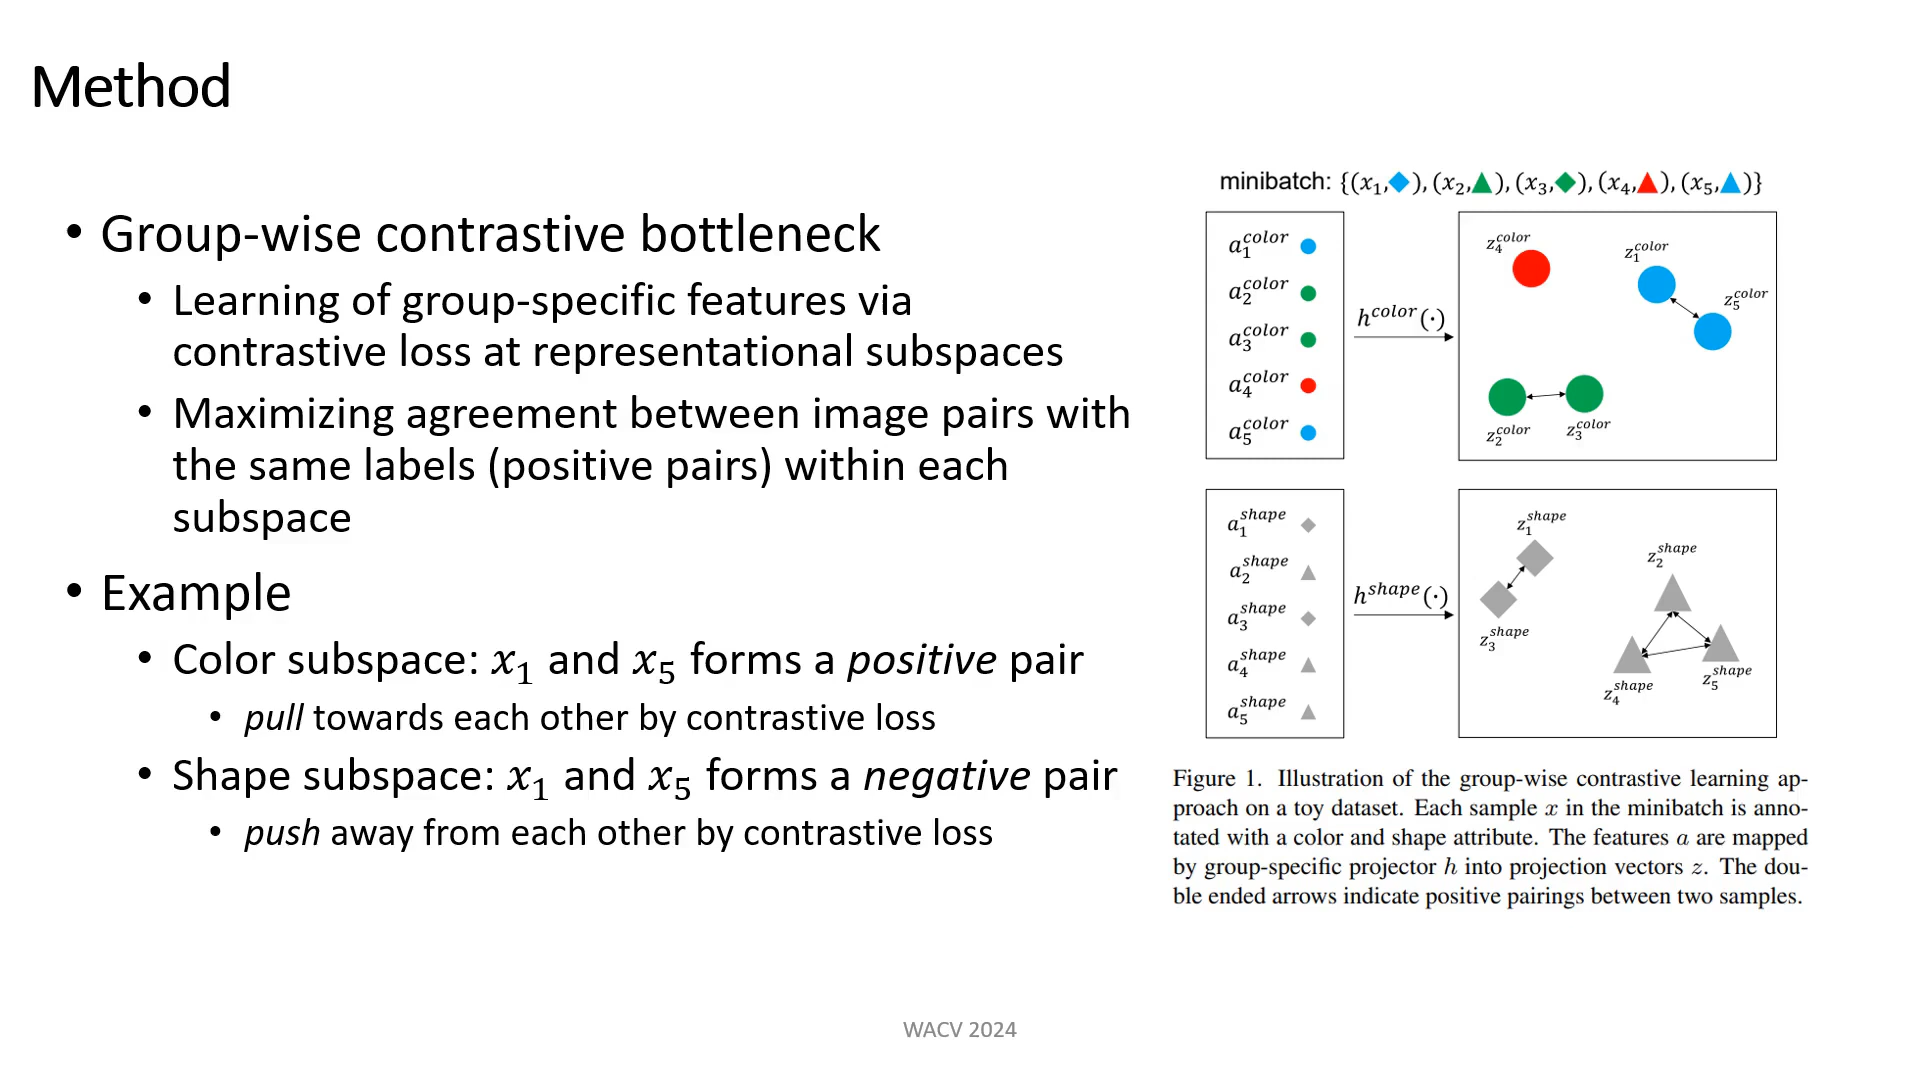 Method
• Group-wise contrastive bottleneck
• Learning of group-specific features via
contrastive loss at representational subspaces
• Maximizing agreement between image pairs with
the same labels (positive pairs) within each
subspace
• Example
• Color subspace: x₁ and x₅ forms a positive pair
• pull towards each other by contrastive loss
• Shape subspace: x₁ and x₅ forms a negative pair
• push away from each other by contrastive loss
minibatch: {(x₁,◆), (x₂,▲), (x₃,◆), (x₄,▲), (x₅,▲)}
a₁^color
a₂^color
a₃^color
a₄^color
a₅^color
h^color(·)
z₄^color
z₁^color
z₅^color
z₂^color
z₃^color
a₁^shape
a₂^shape
a₃^shape
a₄^shape
a₅^shape
h^shape(·)
z₁^shape
z₂^shape
z₃^shape
z₄^shape
z₅^shape
Figure 1. Illustration of the group-wise contrastive learning ap-
proach on a toy dataset. Each sample x in the minibatch is anno-
tated with a color and shape attribute. The features a are mapped
by group-specific projector h into projection vectors z. The dou-
ble ended arrows indicate positive pairings between two samples.
WACV 2024